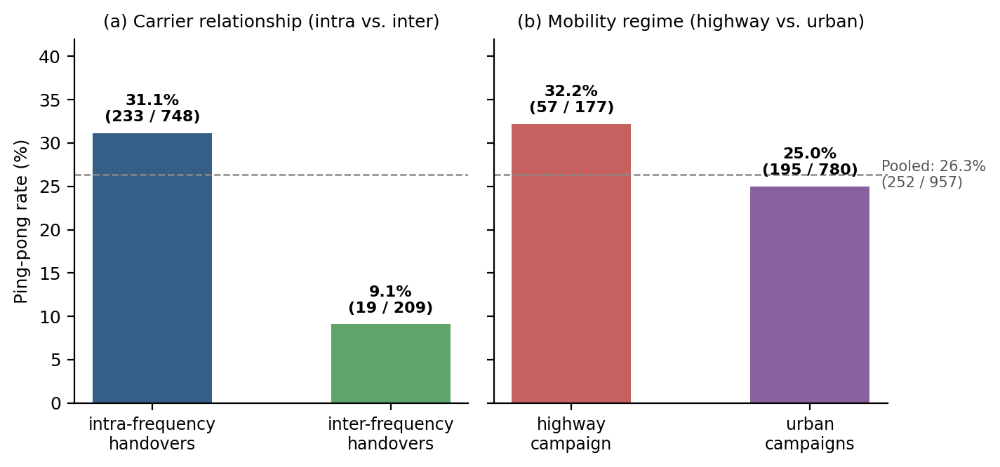 (a) Carrier relationship (intra vs. inter)
Ping-pong rate (%)
40
35
30
25
20
15
10
5
0
31.1%
(233 / 748)
9.1%
(19 / 209)
intra-frequency
handovers
inter-frequency
handovers
(b) Mobility regime (highway vs. urban)
32.2%
(57 / 177)
25.0%
(195 / 780)
Pooled: 26.3%
(252 / 957)
highway
campaign
urban
campaigns